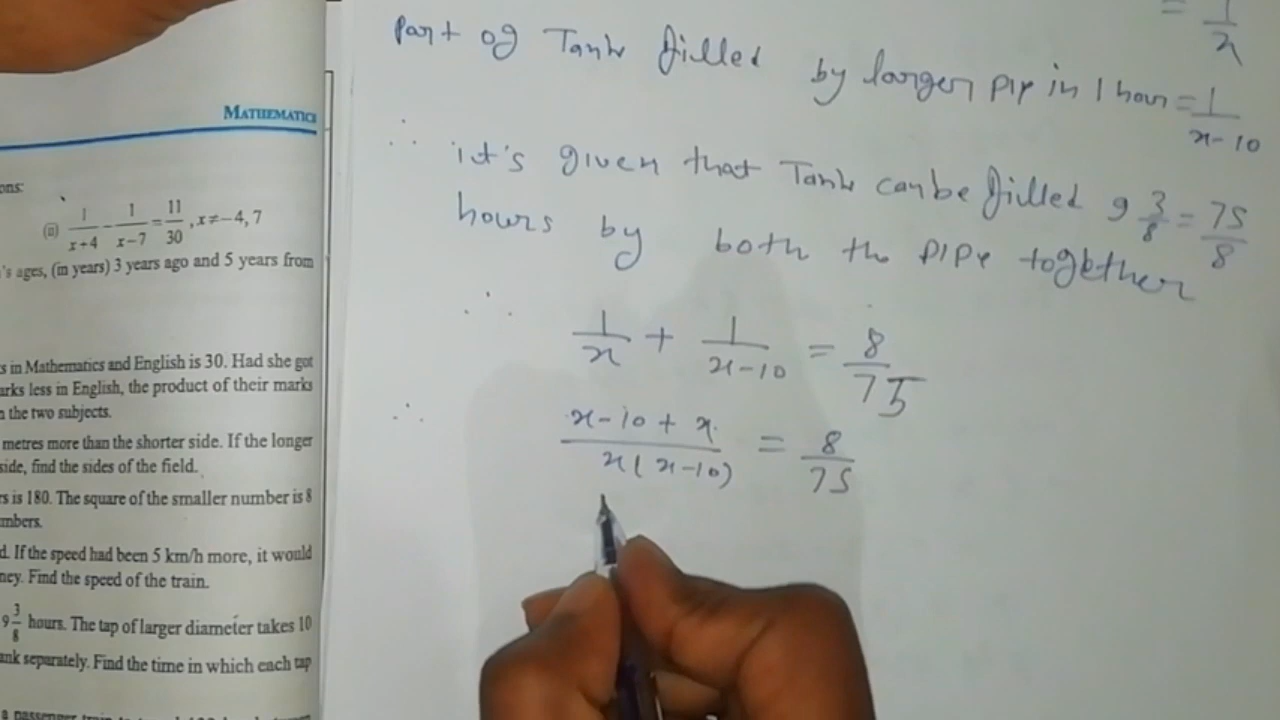 MATHEMATIC
ons:
(ii) 1/x+4 - 1/x-7 = 11/30, x ≠ -4, 7
's ages, (in years) 3 years ago and 5 years from
s in Mathematics and English is 30. Had she got
arks less in English, the product of their marks
n the two subjects.
metres more than the shorter side. If the longer
side, find the sides of the field.
rs is 180. The square of the smaller number is 8
mbers.
d. If the speed had been 5 km/h more, it would
ney. Find the speed of the train.
9 3/8 hours. The tap of larger diameter takes 10
ank separately. Find the time in which each tap
a passenger train
= 1/x
Part of Tank filled by larger pip in 1 hour = 1/x-10
∴ it's given that Tank can be filled 9 3/8 = 75/8
hours by both the PIPe together
∴ 1/x + 1/x-10 = 8/75
∴ x-10+x/x(x-10) = 8/75